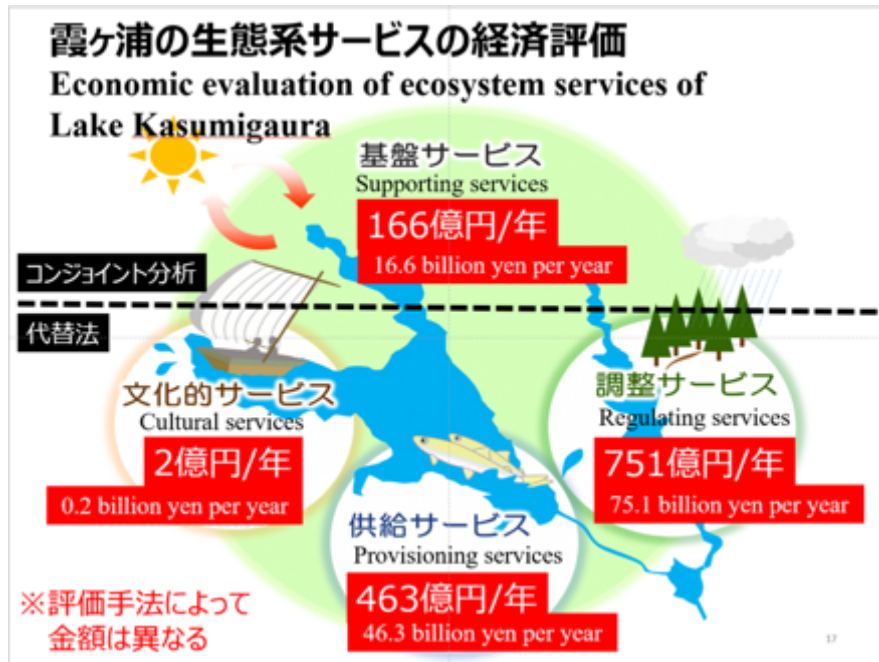 霞ヶ浦の生態系サービスの経済評価
Economic evaluation of ecosystem services of
Lake Kasumigaura
基盤サービス
Supporting services
166億円/年
16.6 billion yen per year
コンジョイント分析
代替法
文化的サービス
Cultural services
2億円/年
0.2 billion yen per year
調整サービス
Regulating services
751億円/年
75.1 billion yen per year
供給サービス
Provisioning services
463億円/年
46.3 billion yen per year
※評価手法によって
金額は異なる
17